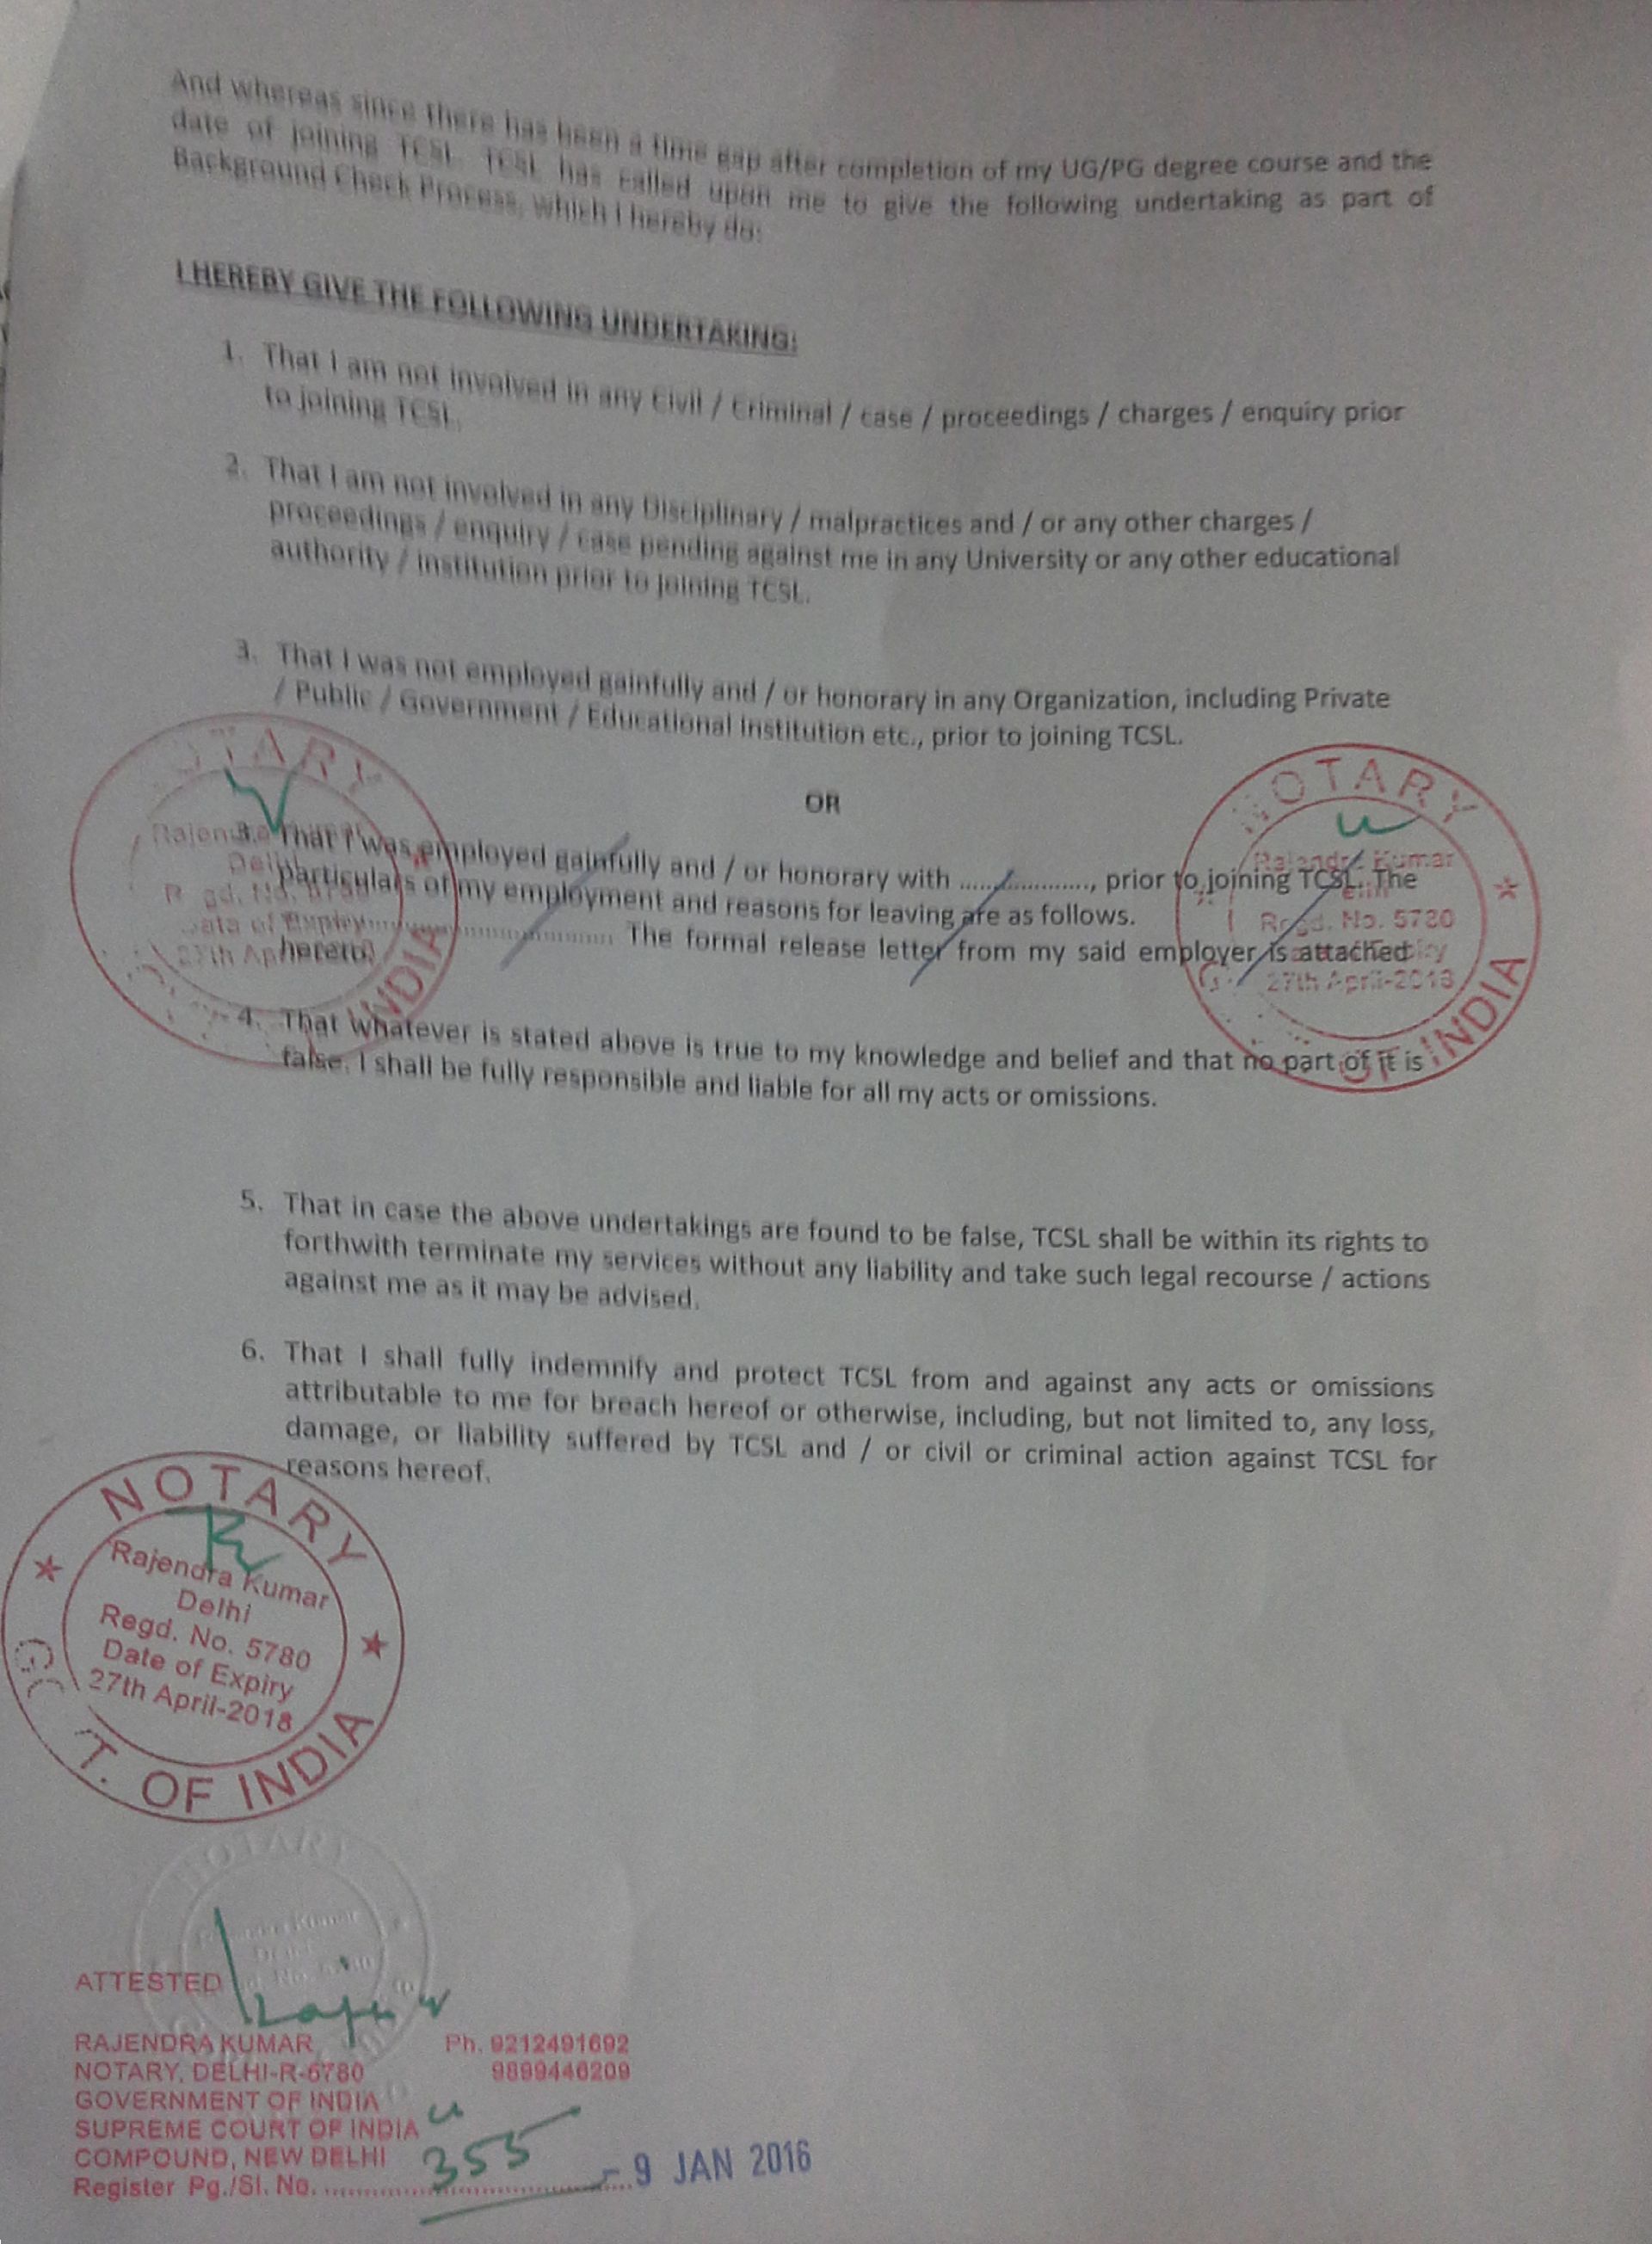 And whereas since there has been a time gap after completion of my UG/PG degree course and the
date of joining TCSL. TCSL has called upon me to give the following undertaking as part of
Background Check Process, which I hereby do:
I HEREBY GIVE THE FOLLOWING UNDERTAKING:
1. That I am not involved in any Civil / Criminal / case / proceedings / charges / enquiry prior
to joining TCSL.
2. That I am not involved in any Disciplinary / malpractices and / or any other charges /
proceedings / enquiry / case pending against me in any University or any other educational
authority / institution prior to joining TCSL.
3. That I was not employed gainfully and / or honorary in any Organization, including Private
/ Public / Government / Educational Institution etc., prior to joining TCSL.
OR
3. That I was employed gainfully and / or honorary with ...................., prior to joining TCSL. The
particulars of my employment and reasons for leaving are as follows.
.................................... The formal release letter from my said employer is attached
hereto.
NOTARY
Rajendra Kumar
Delhi
Regd. No. 5780
Date of Expiry
27th April
INDIA
NOTARY
Rajendra Kumar
Regd. No. 5780
27th April-2018
OF INDIA
4. That whatever is stated above is true to my knowledge and belief and that no part of it is
false. I shall be fully responsible and liable for all my acts or omissions.
5. That in case the above undertakings are found to be false, TCSL shall be within its rights to
forthwith terminate my services without any liability and take such legal recourse / actions
against me as it may be advised.
6. That I shall fully indemnify and protect TCSL from and against any acts or omissions
attributable to me for breach hereof or otherwise, including, but not limited to, any loss,
damage, or liability suffered by TCSL and / or civil or criminal action against TCSL for
reasons hereof.
NOTARY
Rajendra Kumar
Delhi
Regd. No. 5780
Date of Expiry
27th April-2018
T. OF INDIA
NOTARY
ATTESTED
RAJENDRA KUMAR Ph. 9212491692
NOTARY, DELHI-R-5780 9899446209
GOVERNMENT OF INDIA
SUPREME COURT OF INDIA
COMPOUND, NEW DELHI
Register Pg./Sl. No. 355
- 9 JAN 2016